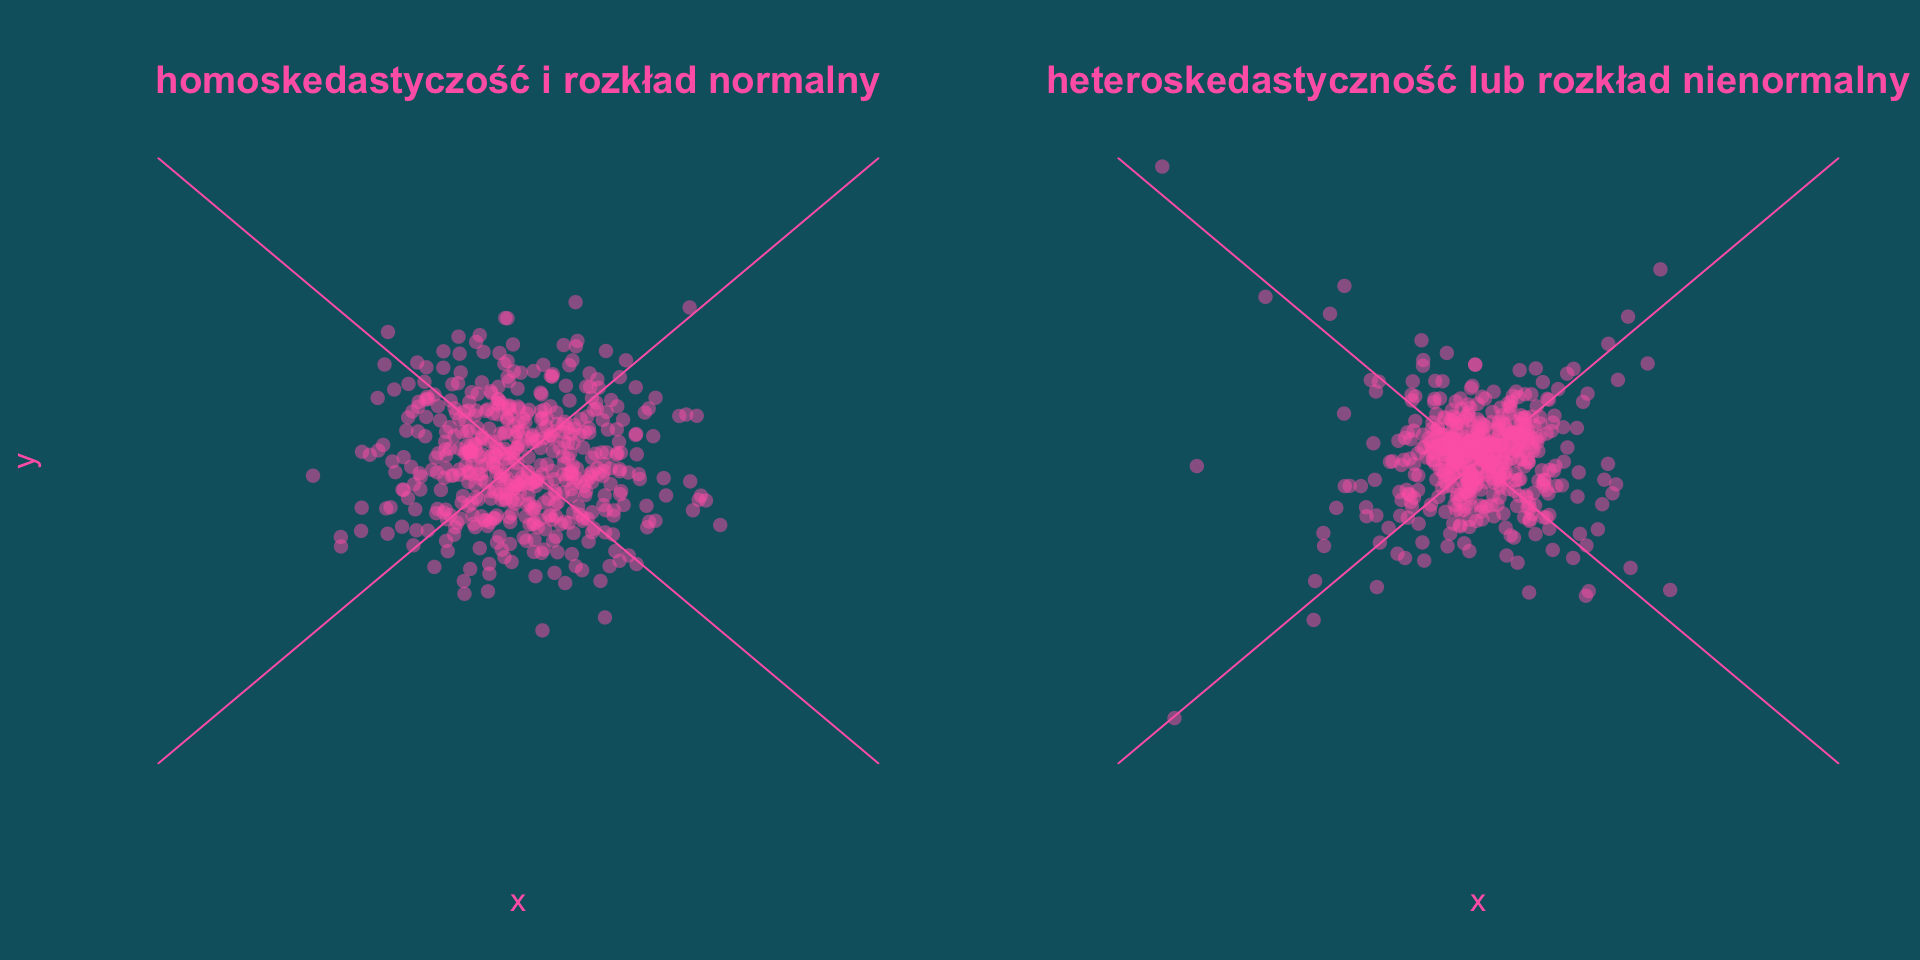 homoskedastyczość i rozkład normalny
heteroskedastyczność lub rozkład nienormalny
y
x
x